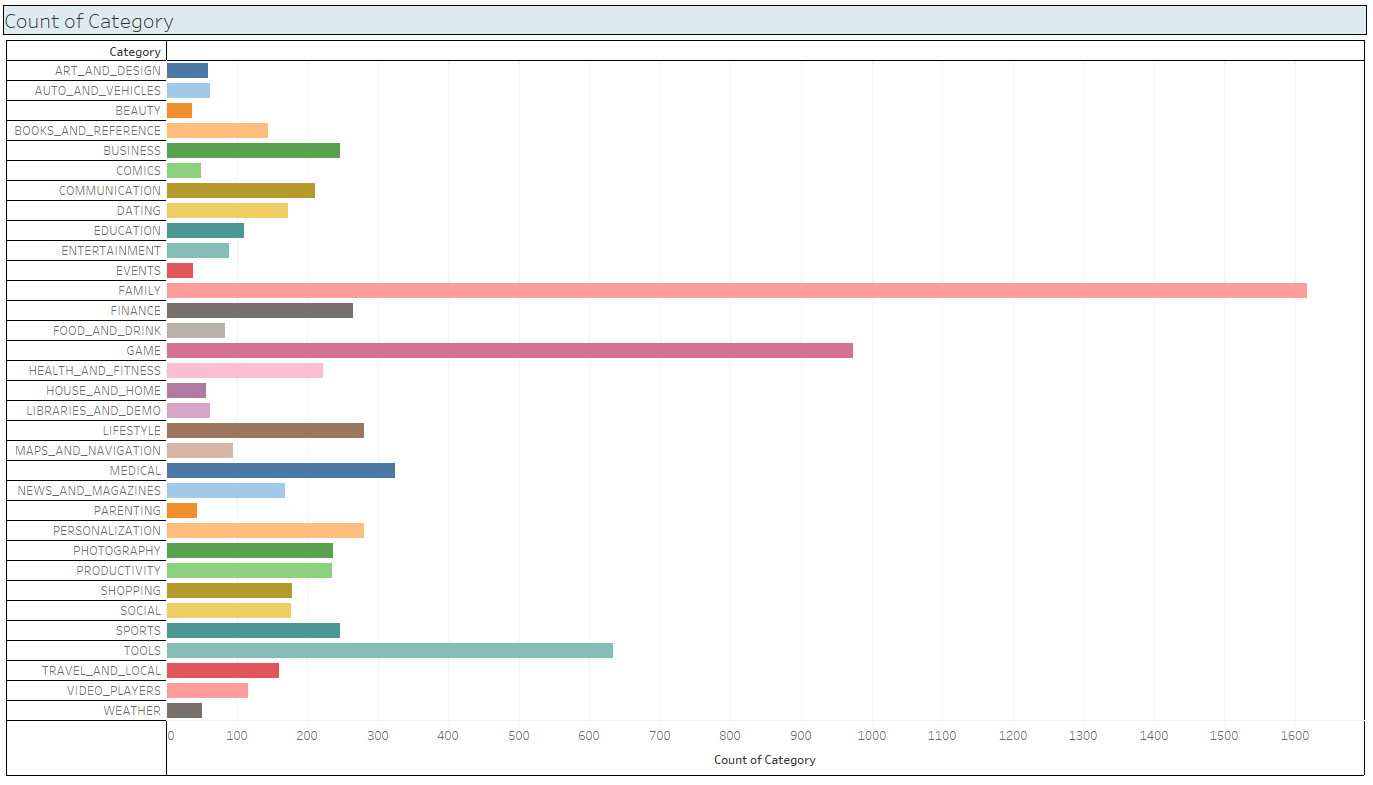 Count of Category
Category
ART_AND_DESIGN
AUTO_AND_VEHICLES
BEAUTY
BOOKS_AND_REFERENCE
BUSINESS
COMICS
COMMUNICATION
DATING
EDUCATION
ENTERTAINMENT
EVENTS
FAMILY
FINANCE
FOOD_AND_DRINK
GAME
HEALTH_AND_FITNESS
HOUSE_AND_HOME
LIBRARIES_AND_DEMO
LIFESTYLE
MAPS_AND_NAVIGATION
MEDICAL
NEWS_AND_MAGAZINES
PARENTING
PERSONALIZATION
PHOTOGRAPHY
PRODUCTIVITY
SHOPPING
SOCIAL
SPORTS
TOOLS
TRAVEL_AND_LOCAL
VIDEO_PLAYERS
WEATHER
0 100 200 300 400 500 600 700 800 900 1000 1100 1200 1300 1400 1500 1600
Count of Category